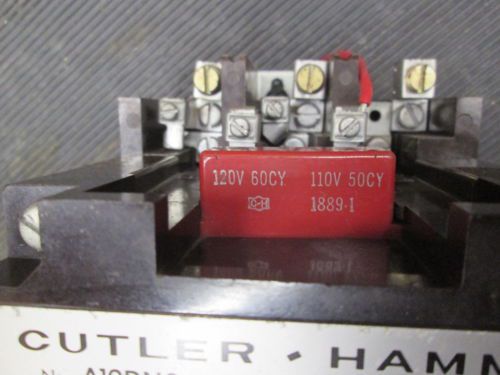 120V 60CY 110V 50CY
C-H 1889-1
CUTLER · HAMM